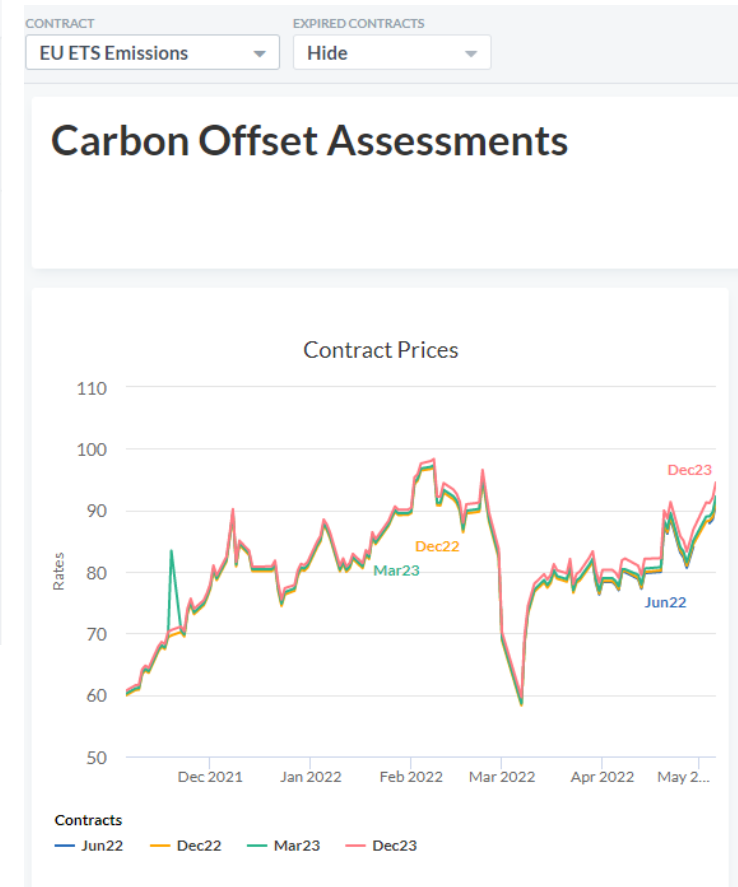 CONTRACT EXPIRED CONTRACTS
EU ETS Emissions Hide
Carbon Offset Assessments
Contract Prices
110
100
Dec23
90
Dec22
Rates
80
Mar23
Jun22
70
60
50
Dec 2021 Jan 2022 Feb 2022 Mar 2022 Apr 2022 May 2...
Contracts
Jun22 Dec22 Mar23 Dec23